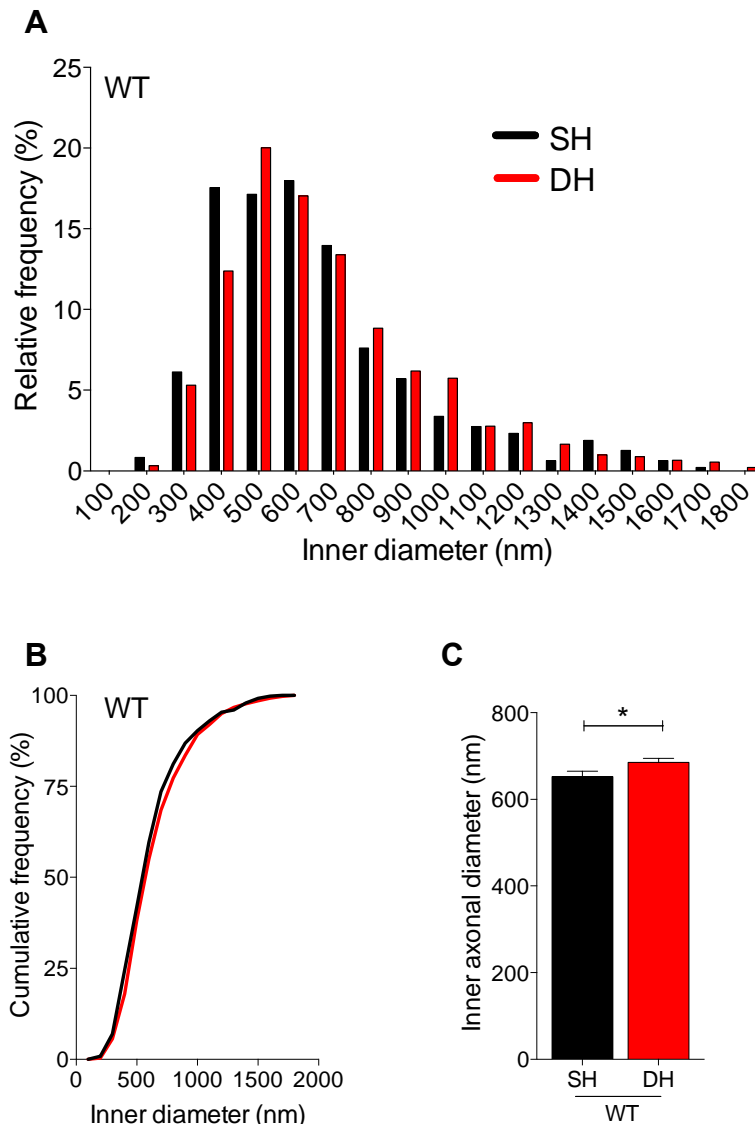 A
WT
SH
DH
Relative frequency (%)
25
20
15
10
5
0
100 200 300 400 500 600 700 800 900 1000 1100 1200 1300 1400 1500 1600 1700 1800
Inner diameter (nm)
B
WT
Cumulative frequency (%)
100
75
50
25
0
0 500 1000 1500 2000
Inner diameter (nm)
C
*
Inner axonal diameter (nm)
800
600
400
200
0
SH DH
WT